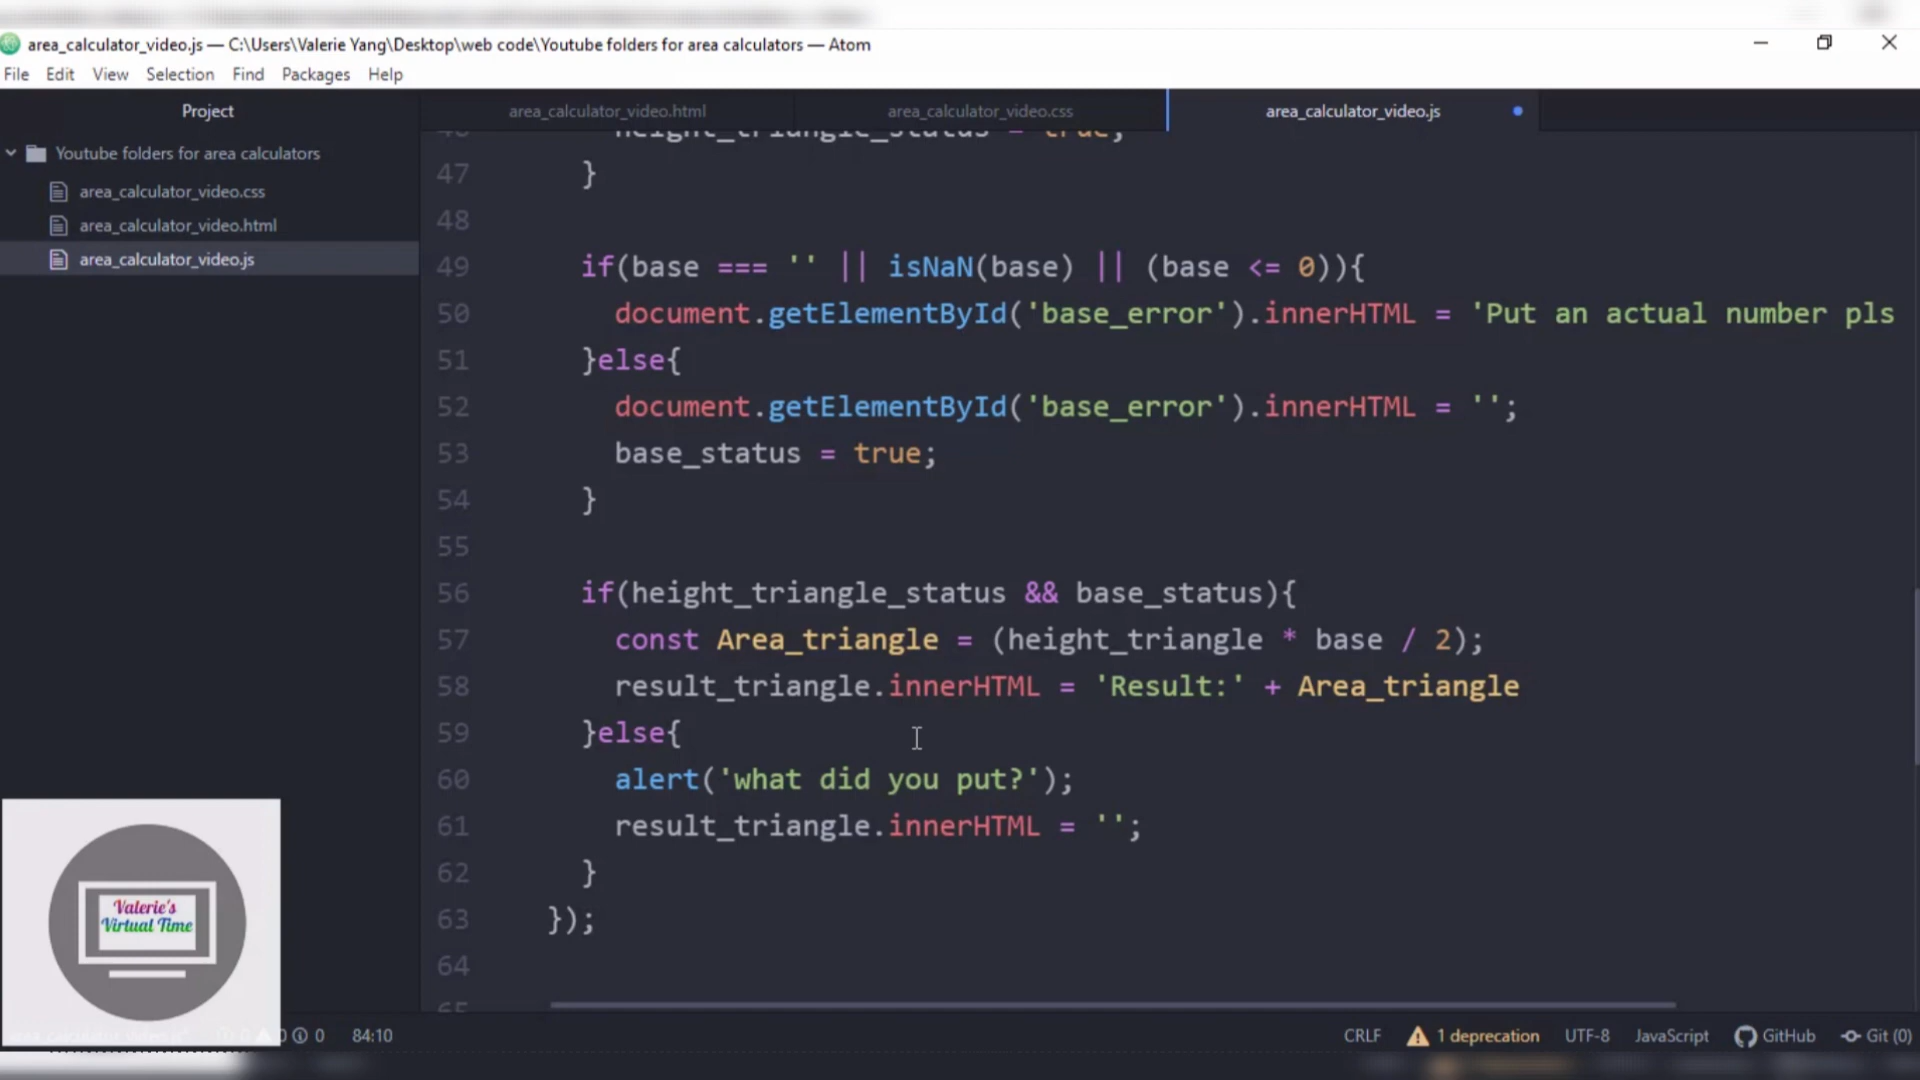 area_calculator_video.js — C:\Users\Valerie Yang\Desktop\web code\Youtube folders for area calculators — Atom
File Edit View Selection Find Packages Help
Project
area_calculator_video.html
area_calculator_video.css
area_calculator_video.js
Youtube folders for area calculators
area_calculator_video.css
area_calculator_video.html
area_calculator_video.js
height_triangle_status = true;
47 }
48
49 if(base === '' || isNaN(base) || (base <= 0)){
50 document.getElementById('base_error').innerHTML = 'Put an actual number pls
51 }else{
52 document.getElementById('base_error').innerHTML = '';
53 base_status = true;
54 }
55
56 if(height_triangle_status && base_status){
57 const Area_triangle = (height_triangle * base / 2);
58 result_triangle.innerHTML = 'Result:' + Area_triangle
59 }else{
60 alert('what did you put?');
61 result_triangle.innerHTML = '';
62 }
63 });
64
Valerie's
Virtual Time
0 0 84:10 CRLF 1 deprecation UTF-8 JavaScript GitHub Git (0)